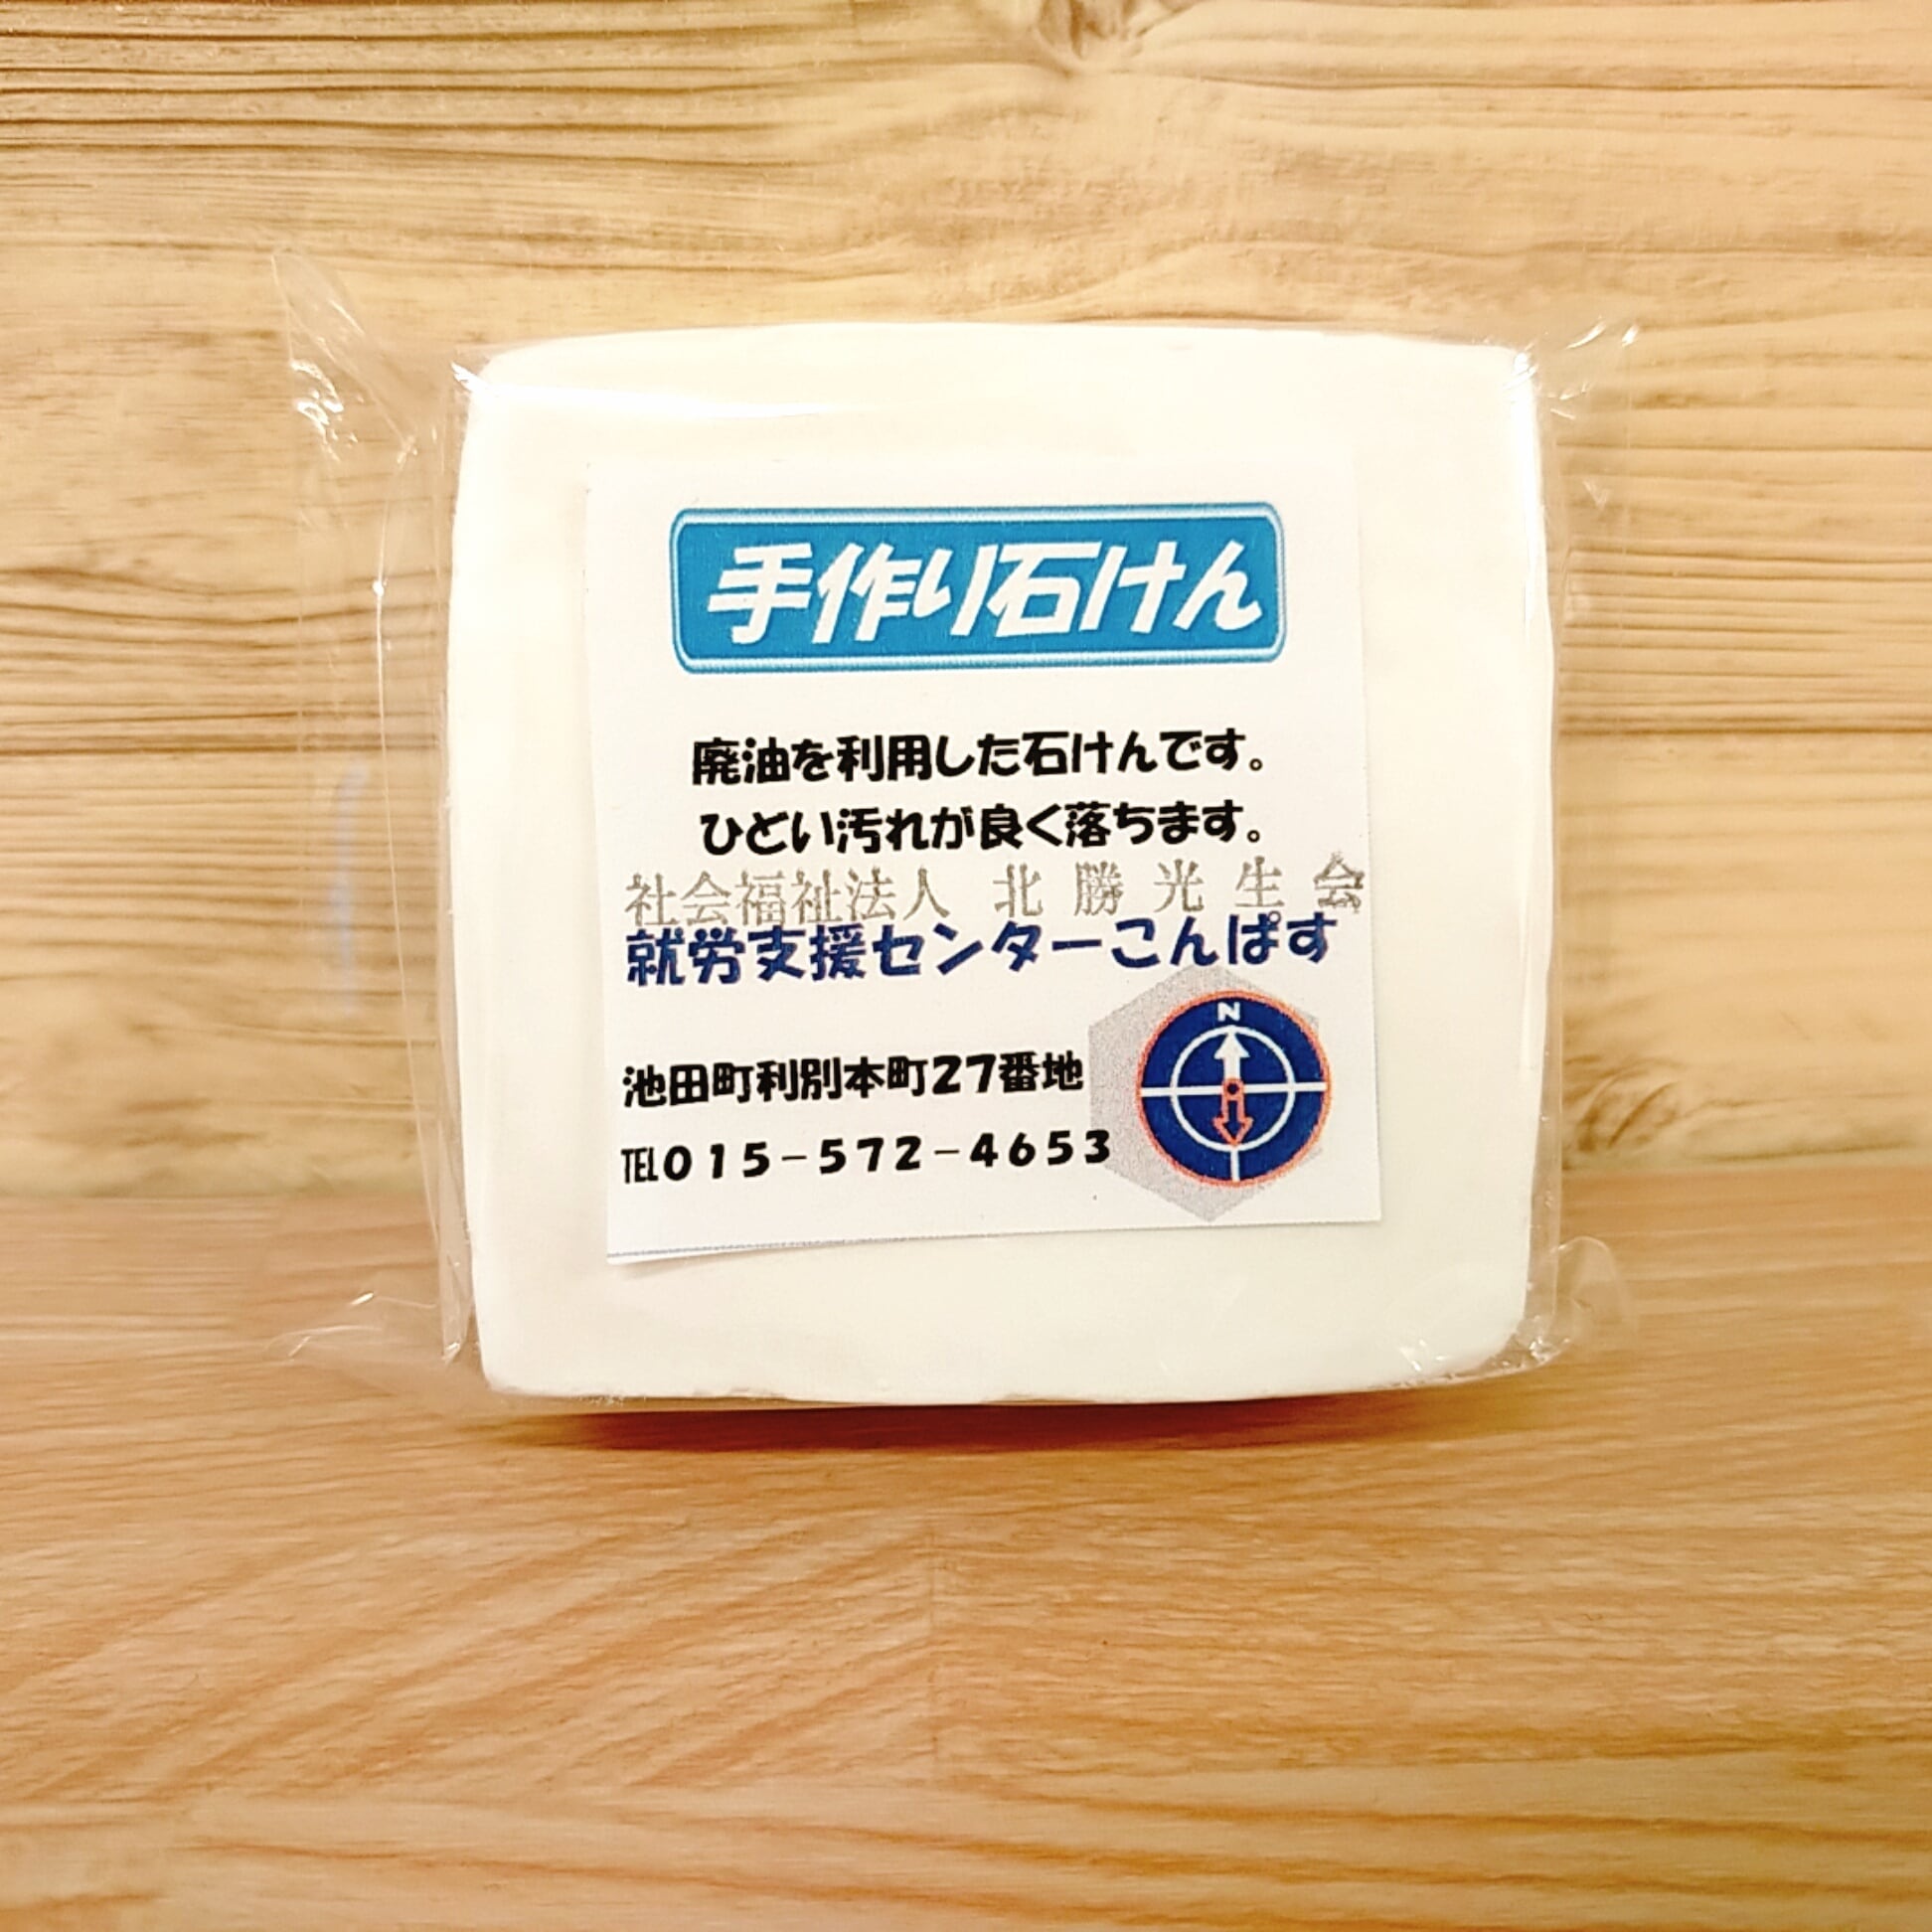 手作り石けん
廃油を利用した石けんです。
ひどい汚れが良く落ちます。
社会福祉法人 北勝光生会
就労支援センターこんぱす
池田町利別本町27番地
TEL015-572-4653
N